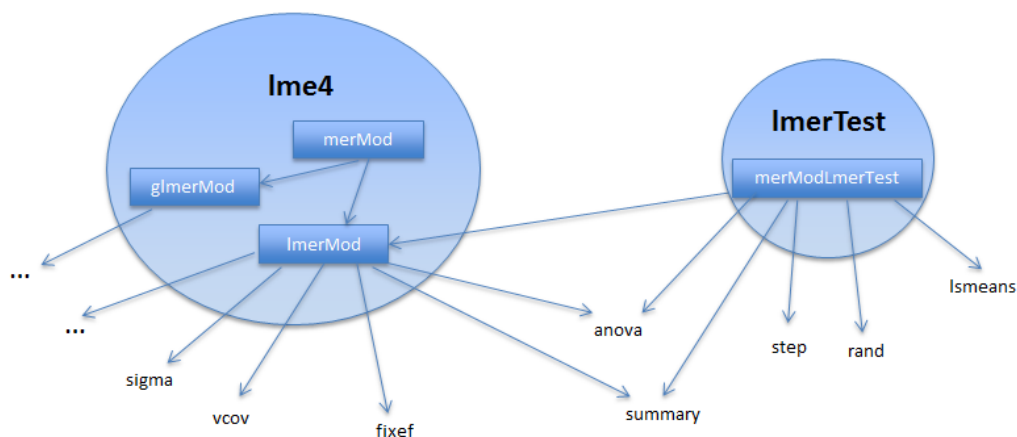 lme4
lmerTest
merMod
glmerMod
merModLmerTest
lmerMod
...
lsmeans
...
anova
step
rand
sigma
vcov
fixef
summary